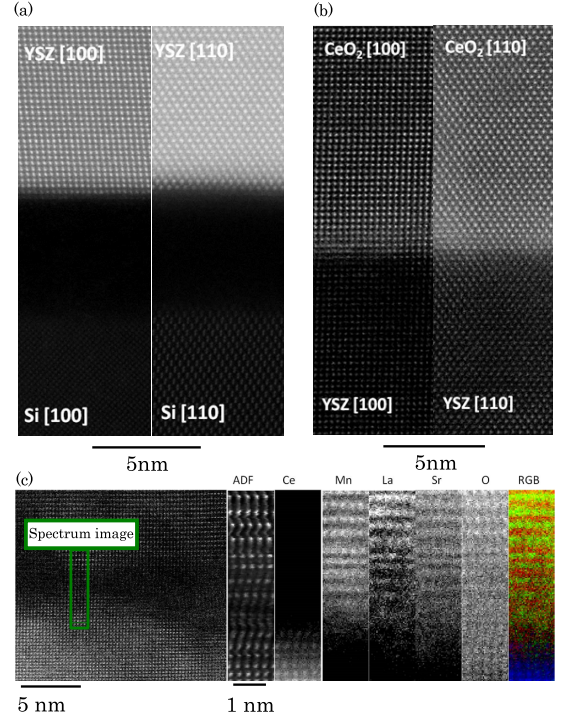 (a)
(b)
YSZ [100]
YSZ [110]
CeO2 [100]
CeO2 [110]
Si [100]
Si [110]
YSZ [100]
YSZ [110]
5nm
5nm
(c)
ADF
Ce
Mn
La
Sr
O
RGB
Spectrum image
5 nm
1 nm